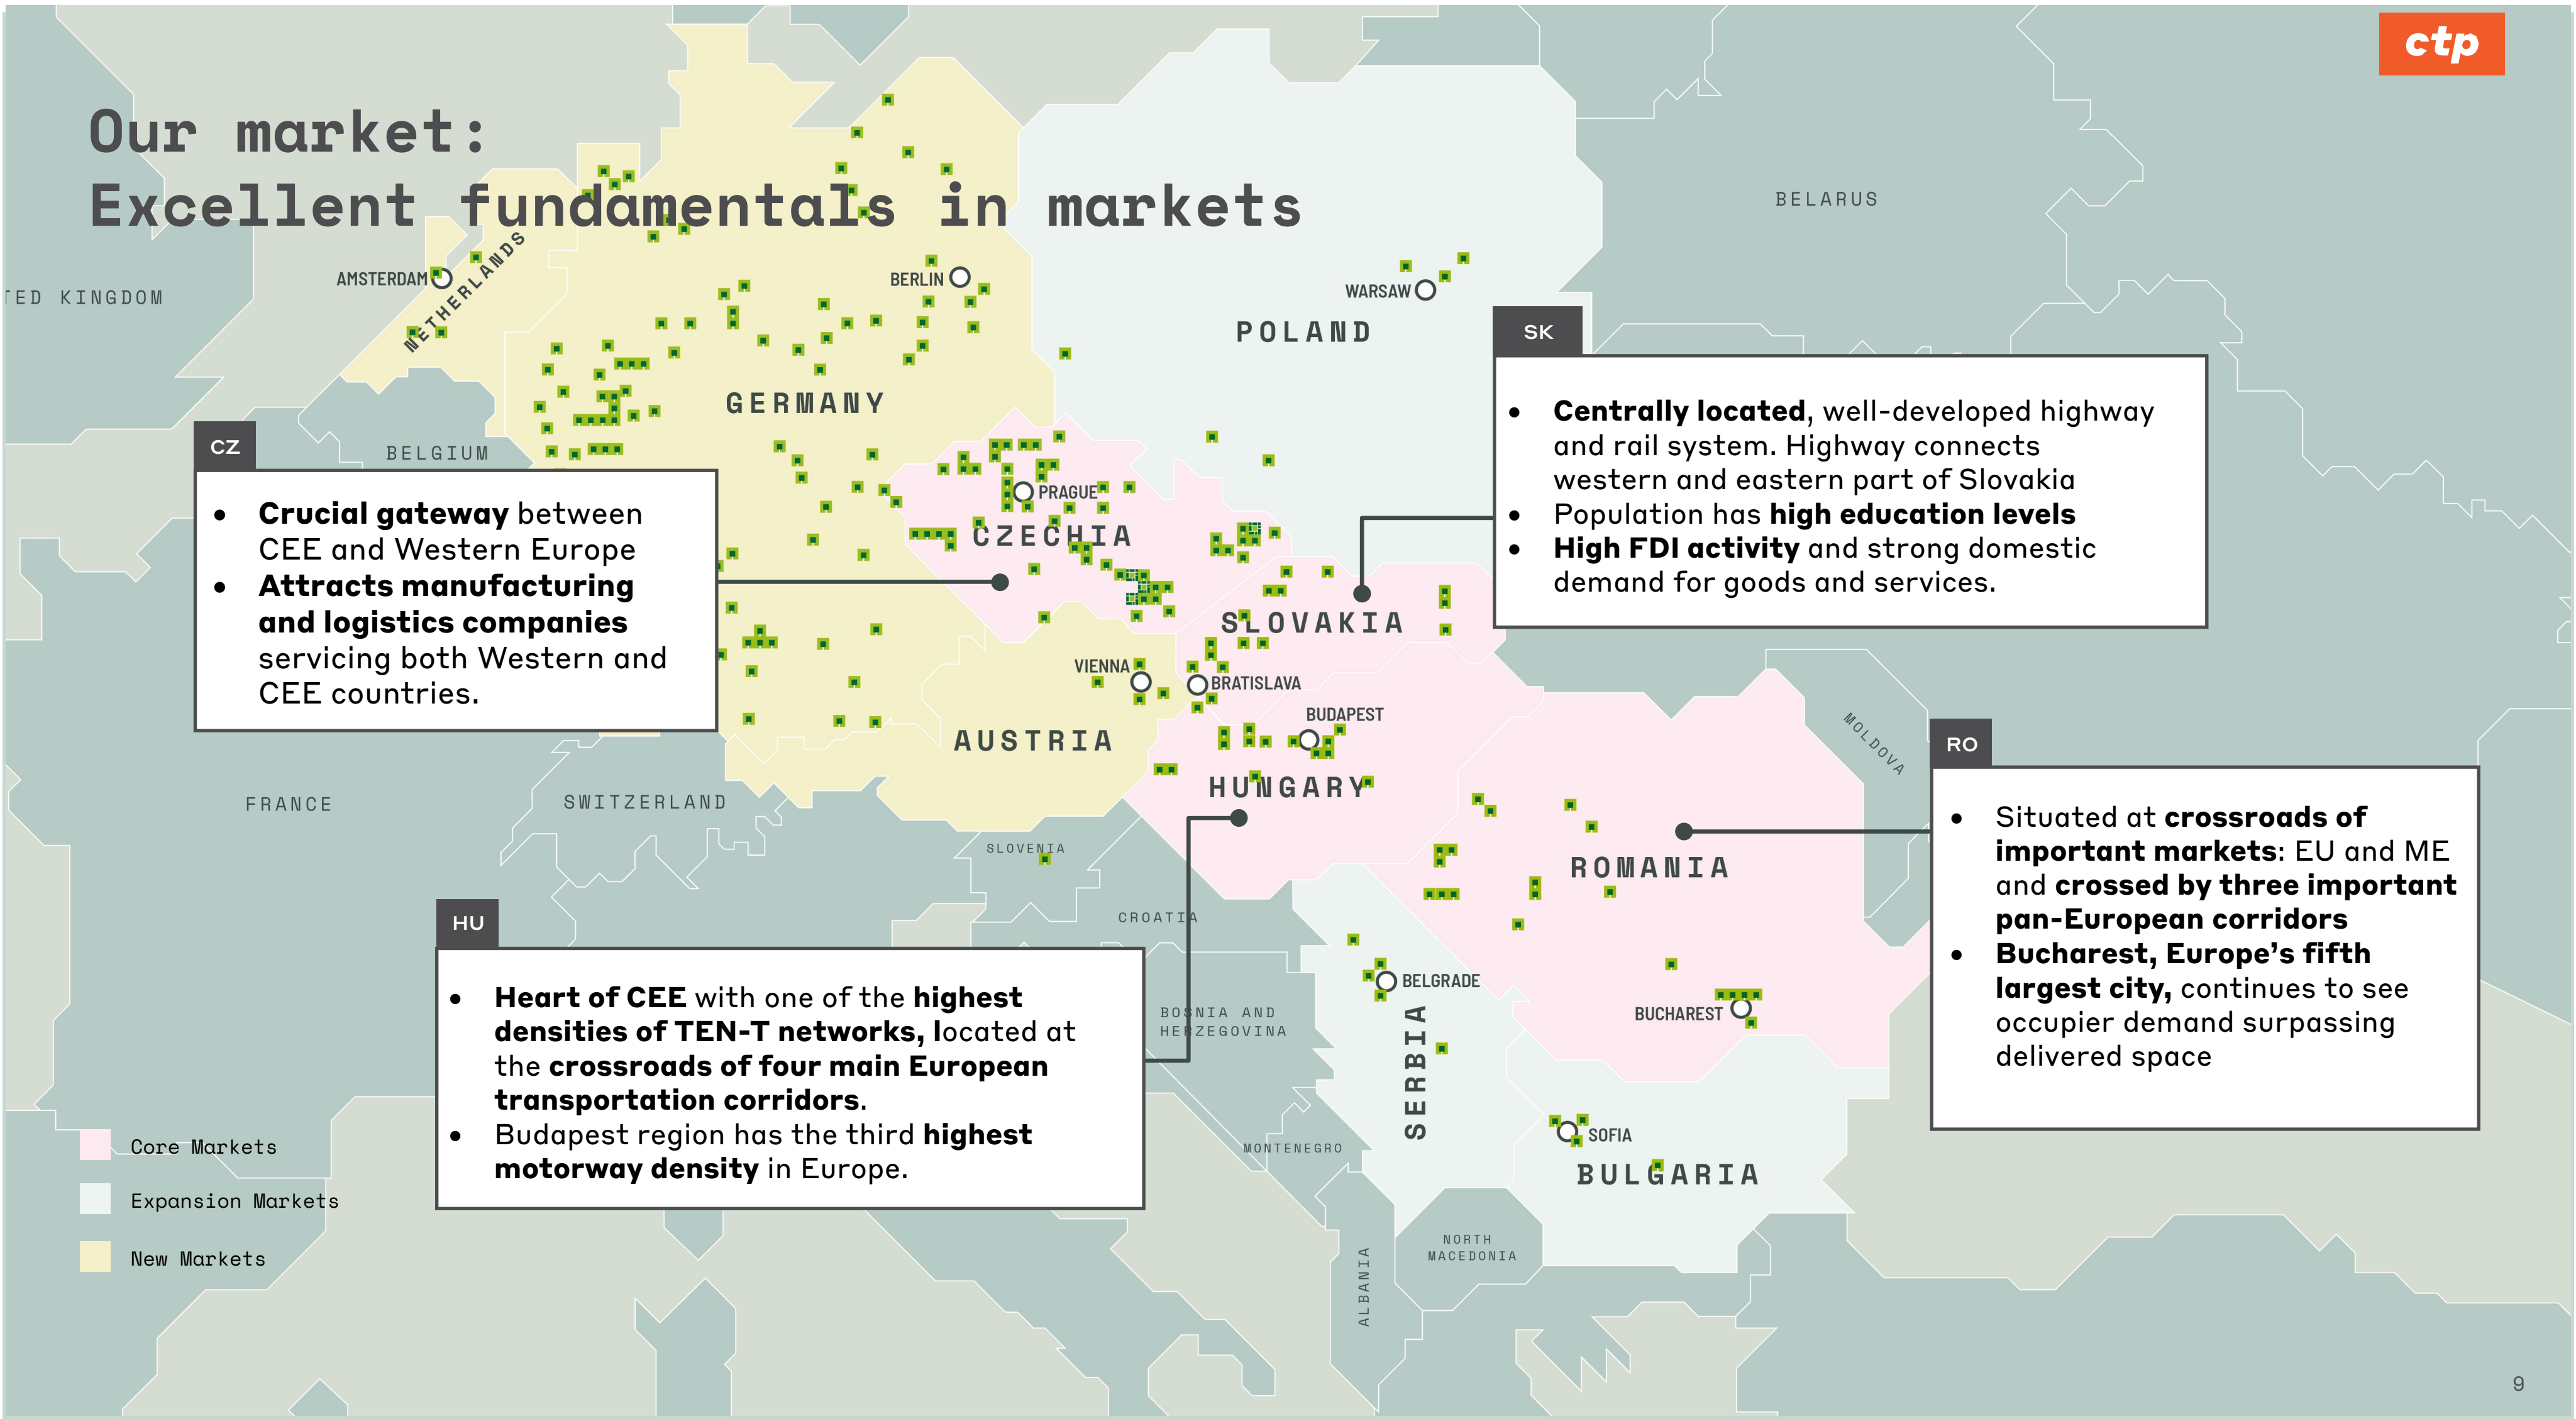 ctp
Our market:
Excellent fundamentals in markets
BELARUS
TED KINGDOM
AMSTERDAM
NETHERLANDS
BERLIN
WARSAW
POLAND
GERMANY
BELGIUM
SK
• Centrally located, well-developed highway
and rail system. Highway connects
western and eastern part of Slovakia
• Population has high education levels
• High FDI activity and strong domestic
demand for goods and services.
CZ
• Crucial gateway between
CEE and Western Europe
• Attracts manufacturing
and logistics companies
servicing both Western and
CEE countries.
PRAGUE
CZECHIA
SLOVAKIA
VIENNA
BRATISLAVA
BUDAPEST
AUSTRIA
HUNGARY
MOLDOVA
FRANCE
SWITZERLAND
SLOVENIA
CROATIA
ROMANIA
RO
• Situated at crossroads of
important markets: EU and ME
and crossed by three important
pan-European corridors
• Bucharest, Europe’s fifth
largest city, continues to see
occupier demand surpassing
delivered space
HU
• Heart of CEE with one of the highest
densities of TEN-T networks, located at
the crossroads of four main European
transportation corridors.
• Budapest region has the third highest
motorway density in Europe.
BELGRADE
BOSNIA AND
HERZEGOVINA
SERBIA
BUCHAREST
MONTENEGRO
SOFIA
BULGARIA
NORTH
MACEDONIA
ALBANIA
Core Markets
Expansion Markets
New Markets
9